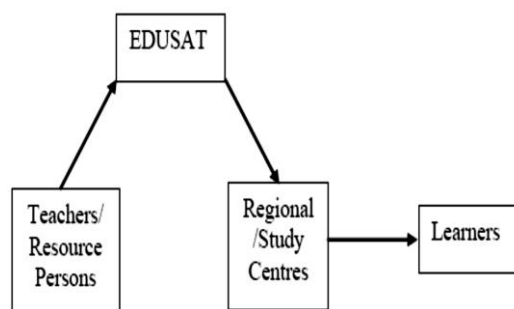 EDUSAT
Teachers/
Resource
Persons
Regional
/Study
Centres
Learners